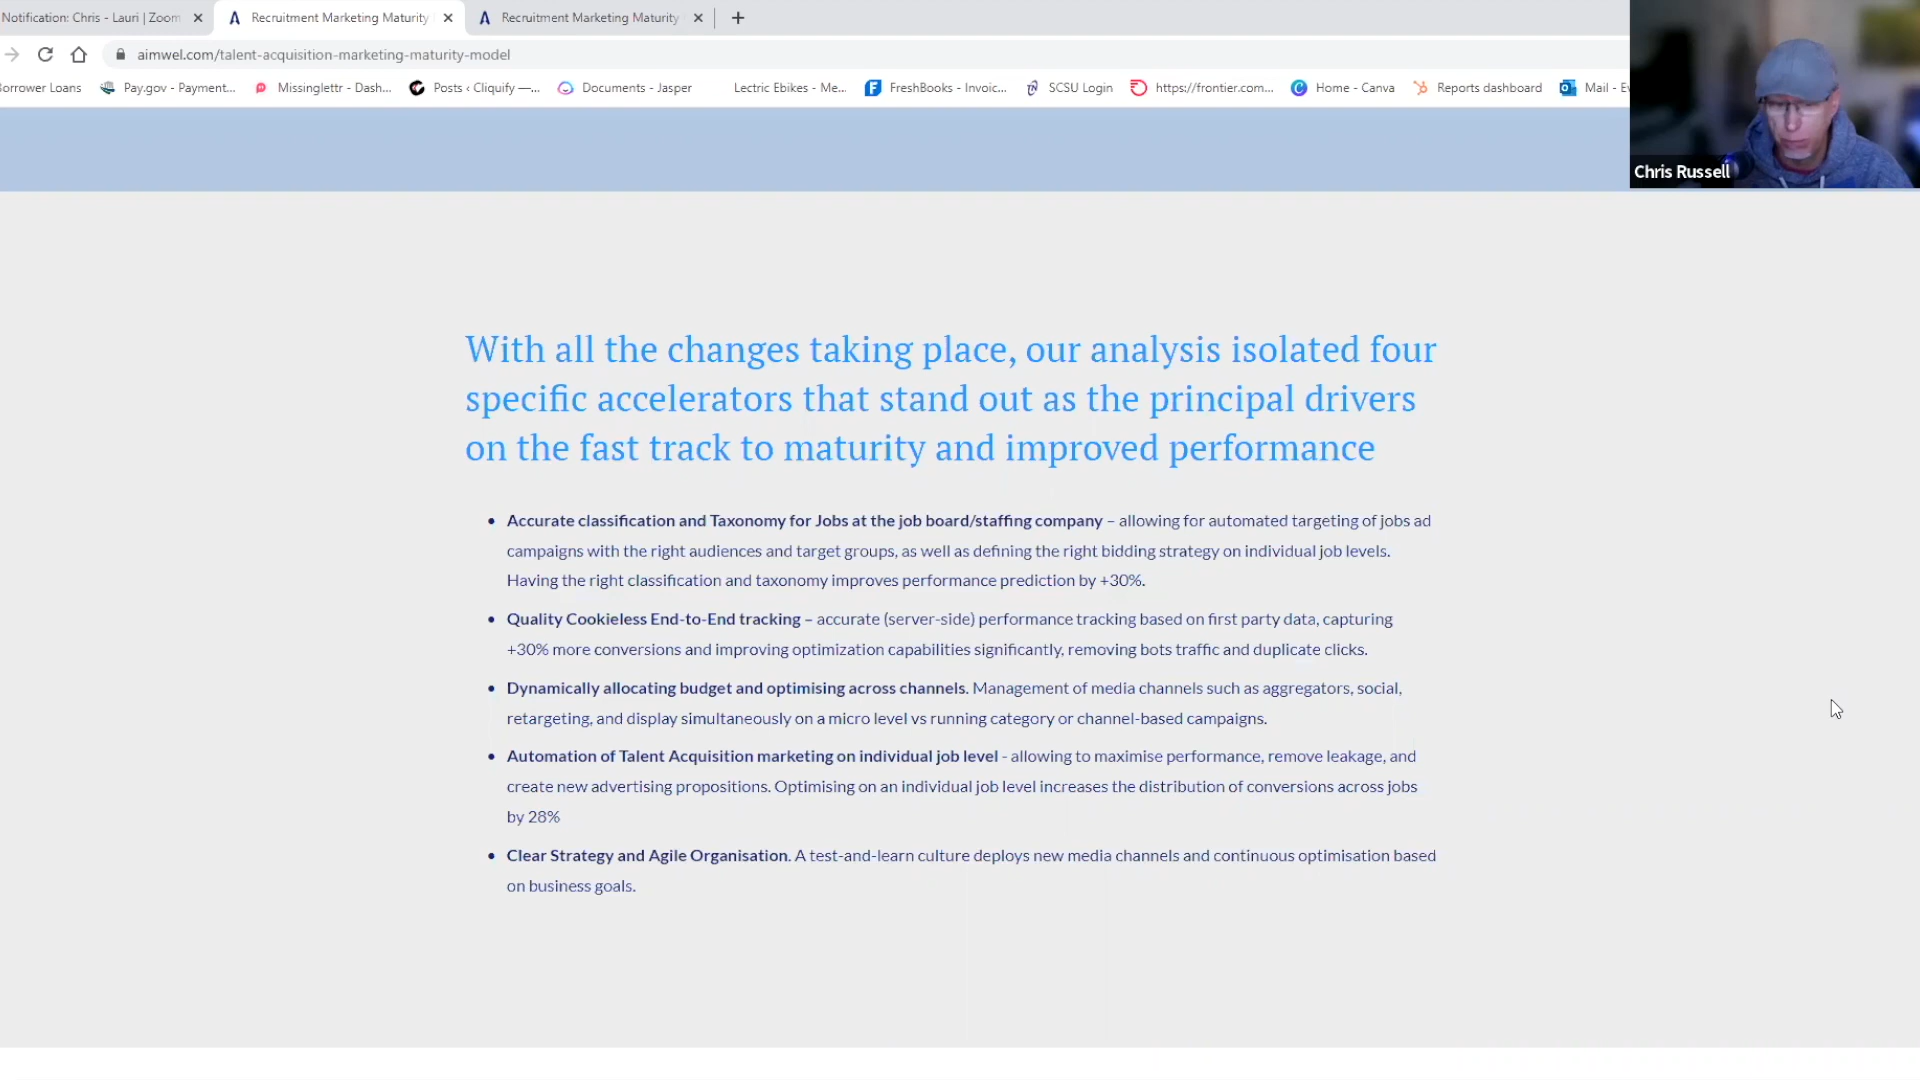 Notification: Chris - Lauri | Zoom
Recruitment Marketing Maturity
Recruitment Marketing Maturity
aimwel.com/talent-acquisition-marketing-maturity-model
orrower Loans
Pay.gov - Payment...
Missinglettr - Dash...
Posts ‹ Cliquify —...
Documents - Jasper
Lectric Ebikes - Me...
FreshBooks - Invoic...
SCSU Login
https://frontier.com...
Home - Canva
Reports dashboard
Mail - Ev
Chris Russell
With all the changes taking place, our analysis isolated four
specific accelerators that stand out as the principal drivers
on the fast track to maturity and improved performance
• Accurate classification and Taxonomy for Jobs at the job board/staffing company – allowing for automated targeting of jobs ad
campaigns with the right audiences and target groups, as well as defining the right bidding strategy on individual job levels.
Having the right classification and taxonomy improves performance prediction by +30%.
• Quality Cookieless End-to-End tracking – accurate (server-side) performance tracking based on first party data, capturing
+30% more conversions and improving optimization capabilities significantly, removing bots traffic and duplicate clicks.
• Dynamically allocating budget and optimising across channels. Management of media channels such as aggregators, social,
retargeting, and display simultaneously on a micro level vs running category or channel-based campaigns.
• Automation of Talent Acquisition marketing on individual job level - allowing to maximise performance, remove leakage, and
create new advertising propositions. Optimising on an individual job level increases the distribution of conversions across jobs
by 28%
• Clear Strategy and Agile Organisation. A test-and-learn culture deploys new media channels and continuous optimisation based
on business goals.